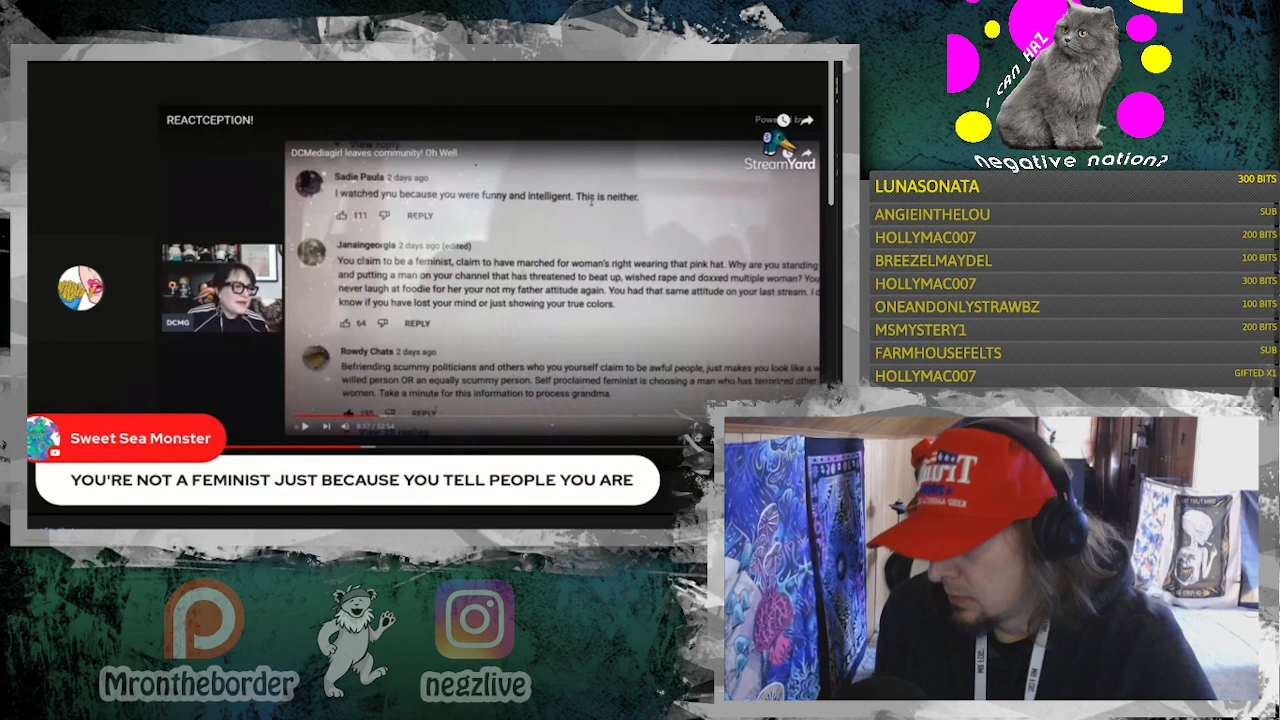 REACTCEPTION!
StreamYard
DCMediagirl leaves community! Oh Well
View reply
Sadie Paula 2 days ago
I watched you because you were funny and intelligent. This is neither.
111 REPLY
Janaingeorgia 2 days ago (edited)
You claim to be a feminist, claim to have marched for woman's right wearing that pink hat. Why are you standing
and putting a man on your channel that has threatened to beat up, wished rape and doxxed multiple woman? You
never laugh at foodie for her your not my father attitude again. You had that same attitude on your last stream. I d
know if you have lost your mind or just showing your true colors.
64 REPLY
Rowdy Chats 2 days ago
Befriending scummy politicians and others who you yourself claim to be awful people, just makes you look like a w
willed person OR an equally scummy person. Self proclaimed feminist is choosing a man who has terrorized other
women. Take a minute for this information to process grandma.
REPLY
DCMG
Sweet Sea Monster
YOU'RE NOT A FEMINIST JUST BECAUSE YOU TELL PEOPLE YOU ARE
I CAN HAZ
negative nation?
LUNASONATA 300 BITS
ANGIEINTHELOU SUB
HOLLYMAC007 200 BITS
BREEZELMAYDEL 100 BITS
HOLLYMAC007 300 BITS
ONEANDONLYSTRAWBZ 100 BITS
MSMYSTERY1 200 BITS
FARMHOUSEFELTS SUB
HOLLYMAC007 GIFTED X1
Mrontheborder
negzlive